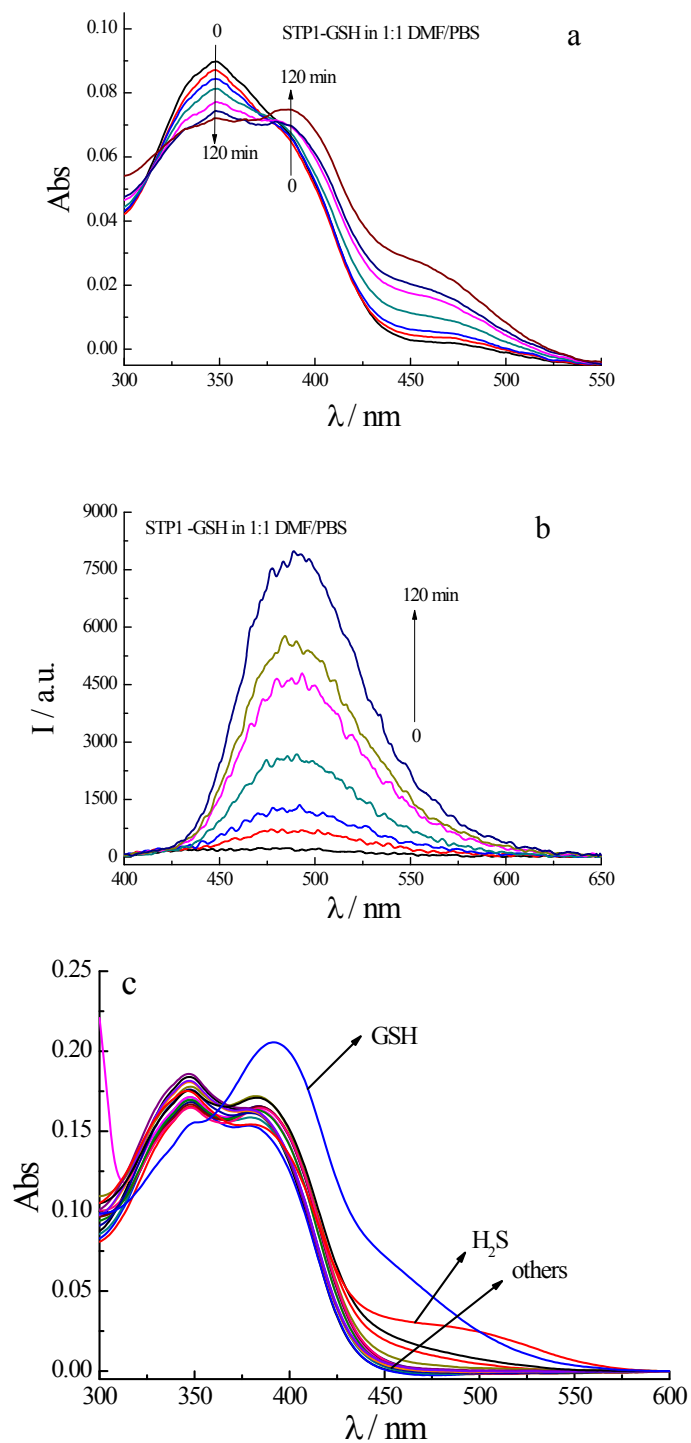 STP1-GSH in 1:1 DMF/PBS
a
0
120 min
120 min
0
0.10
0.08
0.06
0.04
0.02
0.00
Abs
300 350 400 450 500 550
λ / nm
STP1 -GSH in 1:1 DMF/PBS
b
120 min
0
9000
7500
6000
4500
3000
1500
0
I / a.u.
400 450 500 550 600 650
λ / nm
c
GSH
H₂S
others
0.25
0.20
0.15
0.10
0.05
0.00
Abs
300 350 400 450 500 550 600
λ / nm